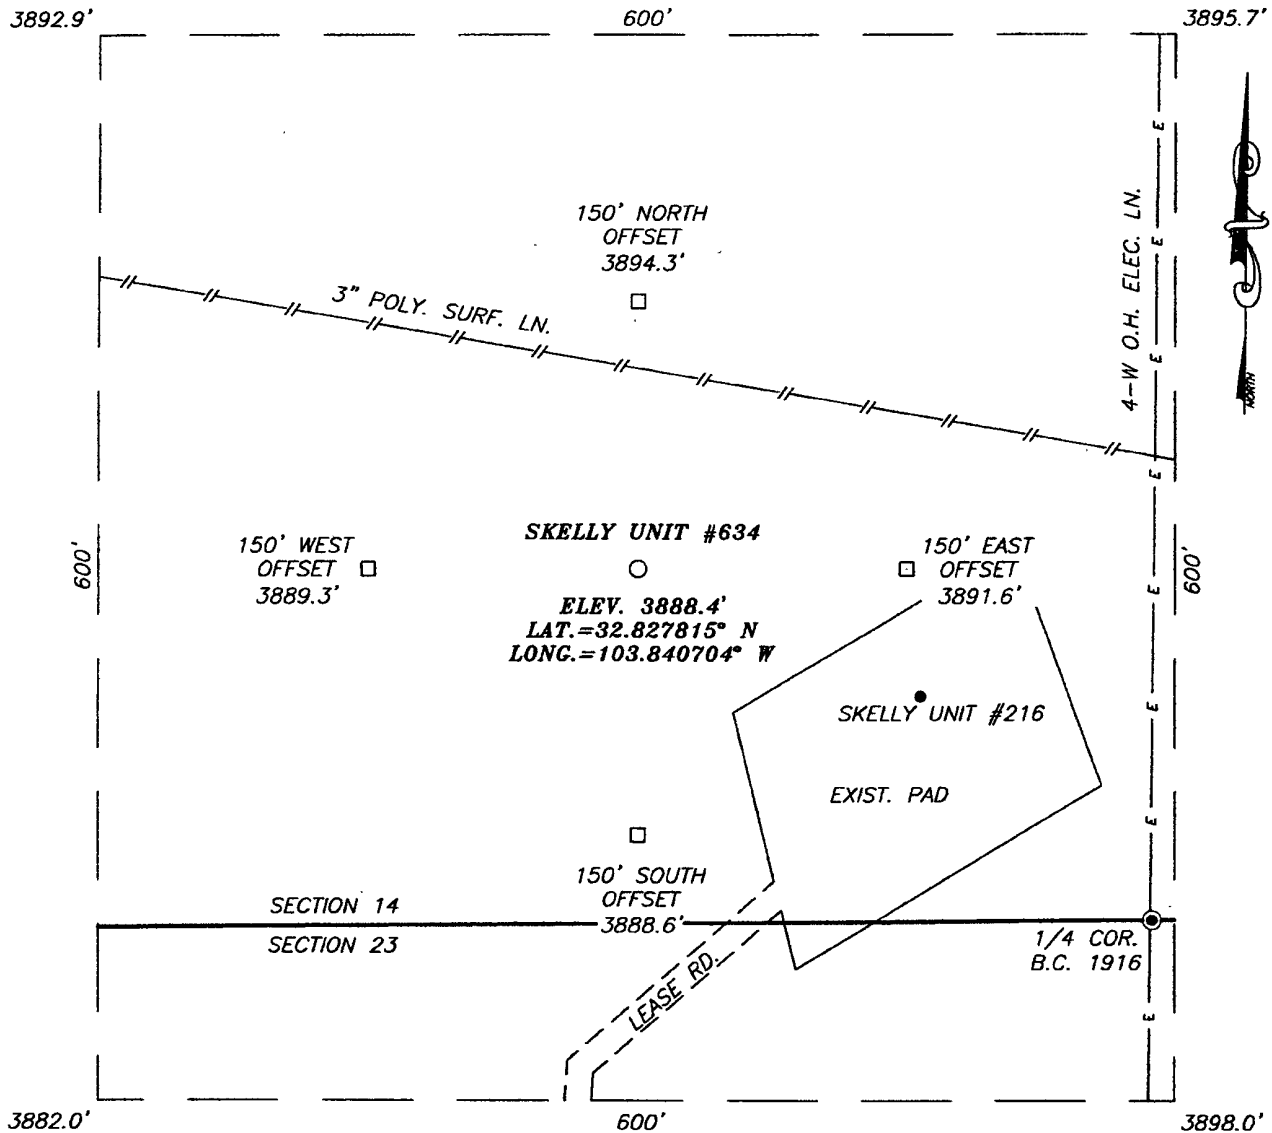 3892.9'
600'
3895.7'
150' NORTH
OFFSET
3894.3'
4-W O.H. ELEC. LN.
NORTH
3" POLY. SURF. LN.
E
E
E
E
600'
150' WEST
OFFSET
3889.3'
SKELLY UNIT #634
ELEV. 3888.4'
LAT.=32.827815° N
LONG.=103.840704° W
150' EAST
OFFSET
3891.6'
E
600'
E
SKELLY UNIT #216
EXIST. PAD
E
150' SOUTH
OFFSET
3888.6'
SECTION 14
SECTION 23
1/4 COR.
B.C. 1916
LEASE RD.
E
3882.0'
600'
3898.0'